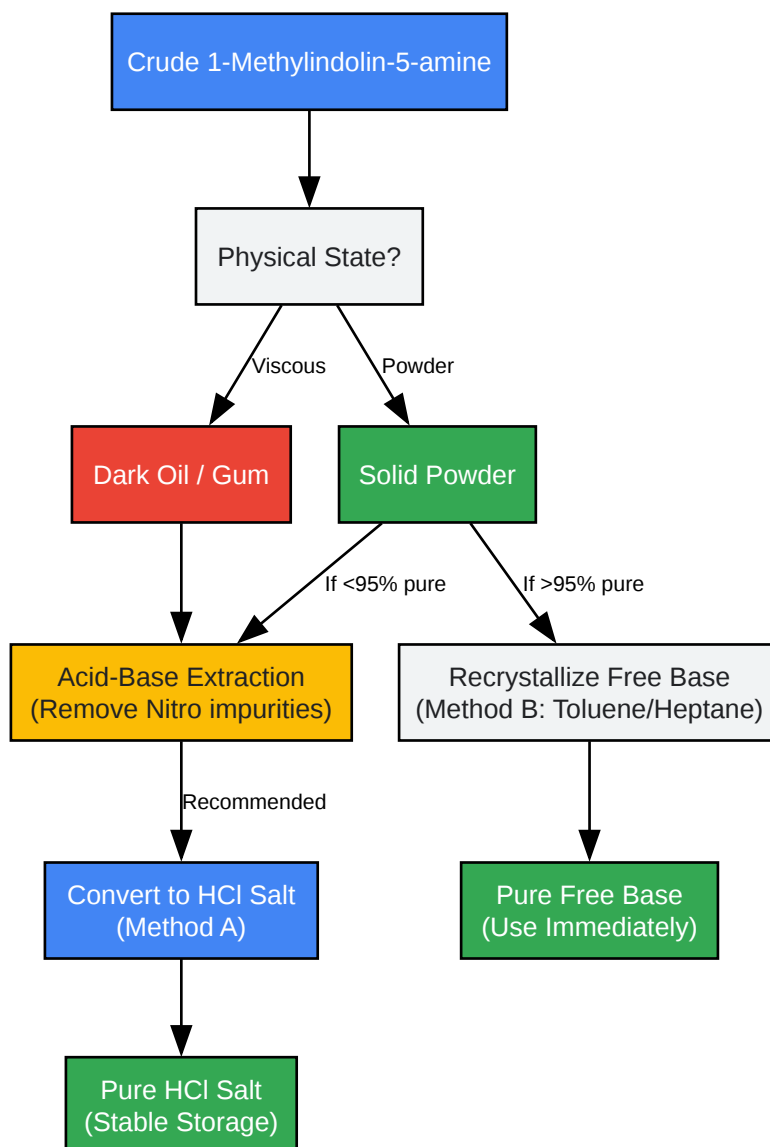 Crude 1-Methylindolin-5-amine
Physical State?
Viscous
Powder
Dark Oil / Gum
Solid Powder
If <95% pure
If >95% pure
Acid-Base Extraction
(Remove Nitro impurities)
Recrystallize Free Base
(Method B: Toluene/Heptane)
Recommended
Convert to HCl Salt
(Method A)
Pure Free Base
(Use Immediately)
Pure HCl Salt
(Stable Storage)